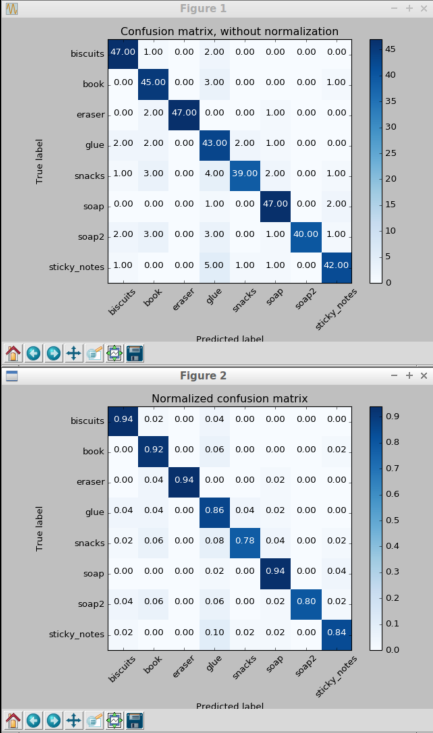 Figure 1
Confusion matrix, without normalization
biscuits 47.00 1.00 0.00 2.00 0.00 0.00 0.00 0.00
book 0.00 45.00 0.00 3.00 0.00 0.00 0.00 1.00
eraser 0.00 2.00 47.00 0.00 0.00 1.00 0.00 0.00
glue 2.00 2.00 0.00 43.00 2.00 1.00 0.00 0.00
snacks 1.00 3.00 0.00 4.00 39.00 2.00 0.00 1.00
soap 0.00 0.00 0.00 1.00 0.00 47.00 0.00 2.00
soap2 2.00 3.00 0.00 3.00 0.00 1.00 40.00 1.00
sticky_notes 1.00 0.00 0.00 5.00 1.00 1.00 0.00 42.00
True label
biscuits book eraser glue snacks soap soap2 sticky_notes
Predicted label
45
40
35
30
25
20
15
10
5
0
Figure 2
Normalized confusion matrix
biscuits 0.94 0.02 0.00 0.04 0.00 0.00 0.00 0.00
book 0.00 0.92 0.00 0.06 0.00 0.00 0.00 0.02
eraser 0.00 0.04 0.94 0.00 0.00 0.02 0.00 0.00
glue 0.04 0.04 0.00 0.86 0.04 0.02 0.00 0.00
snacks 0.02 0.06 0.00 0.08 0.78 0.04 0.00 0.02
soap 0.00 0.00 0.00 0.02 0.00 0.94 0.00 0.04
soap2 0.04 0.06 0.00 0.06 0.00 0.02 0.80 0.02
sticky_notes 0.02 0.00 0.00 0.10 0.02 0.02 0.00 0.84
True label
biscuits book eraser glue snacks soap soap2 sticky_notes
Predicted label
0.9
0.8
0.7
0.6
0.5
0.4
0.3
0.2
0.1
0.0